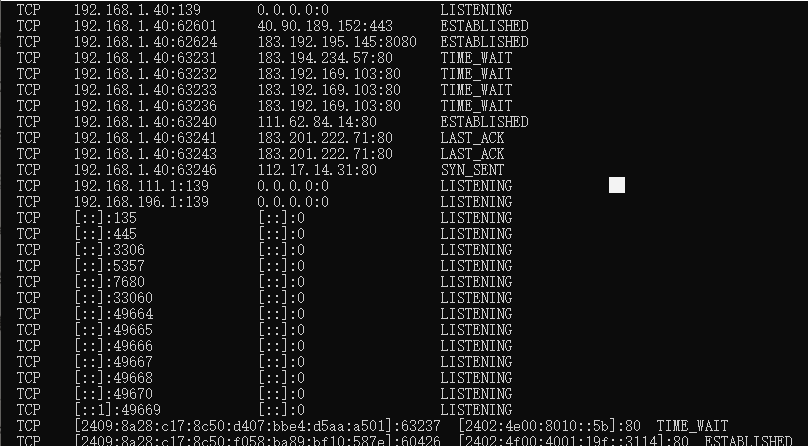 TCP 192.168.1.40:139 0.0.0.0:0 LISTENING
TCP 192.168.1.40:62601 40.90.189.152:443 ESTABLISHED
TCP 192.168.1.40:62624 183.192.195.145:8080 ESTABLISHED
TCP 192.168.1.40:63231 183.194.234.57:80 TIME_WAIT
TCP 192.168.1.40:63232 183.192.169.103:80 TIME_WAIT
TCP 192.168.1.40:63233 183.192.169.103:80 TIME_WAIT
TCP 192.168.1.40:63236 183.192.169.103:80 TIME_WAIT
TCP 192.168.1.40:63240 111.62.84.14:80 ESTABLISHED
TCP 192.168.1.40:63241 183.201.222.71:80 LAST_ACK
TCP 192.168.1.40:63243 183.201.222.71:80 LAST_ACK
TCP 192.168.1.40:63246 112.17.14.31:80 SYN_SENT
TCP 192.168.111.1:139 0.0.0.0:0 LISTENING
TCP 192.168.196.1:139 0.0.0.0:0 LISTENING
TCP [::]:135 [::]:0 LISTENING
TCP [::]:445 [::]:0 LISTENING
TCP [::]:3306 [::]:0 LISTENING
TCP [::]:5357 [::]:0 LISTENING
TCP [::]:7680 [::]:0 LISTENING
TCP [::]:33060 [::]:0 LISTENING
TCP [::]:49664 [::]:0 LISTENING
TCP [::]:49665 [::]:0 LISTENING
TCP [::]:49666 [::]:0 LISTENING
TCP [::]:49667 [::]:0 LISTENING
TCP [::]:49668 [::]:0 LISTENING
TCP [::]:49670 [::]:0 LISTENING
TCP [::1]:49669 [::]:0 LISTENING
TCP [2409:8a28:c17:8c50:d407:bbe4:d5aa:a501]:63237 [2402:4e00:8010::5b]:80 TIME_WAIT
TCP [2409:8a28:c17:8c50:f058:ba89:bf10:587e]:60426 [2402:4f00:4001:19f::3114]:80 ESTABLISHED